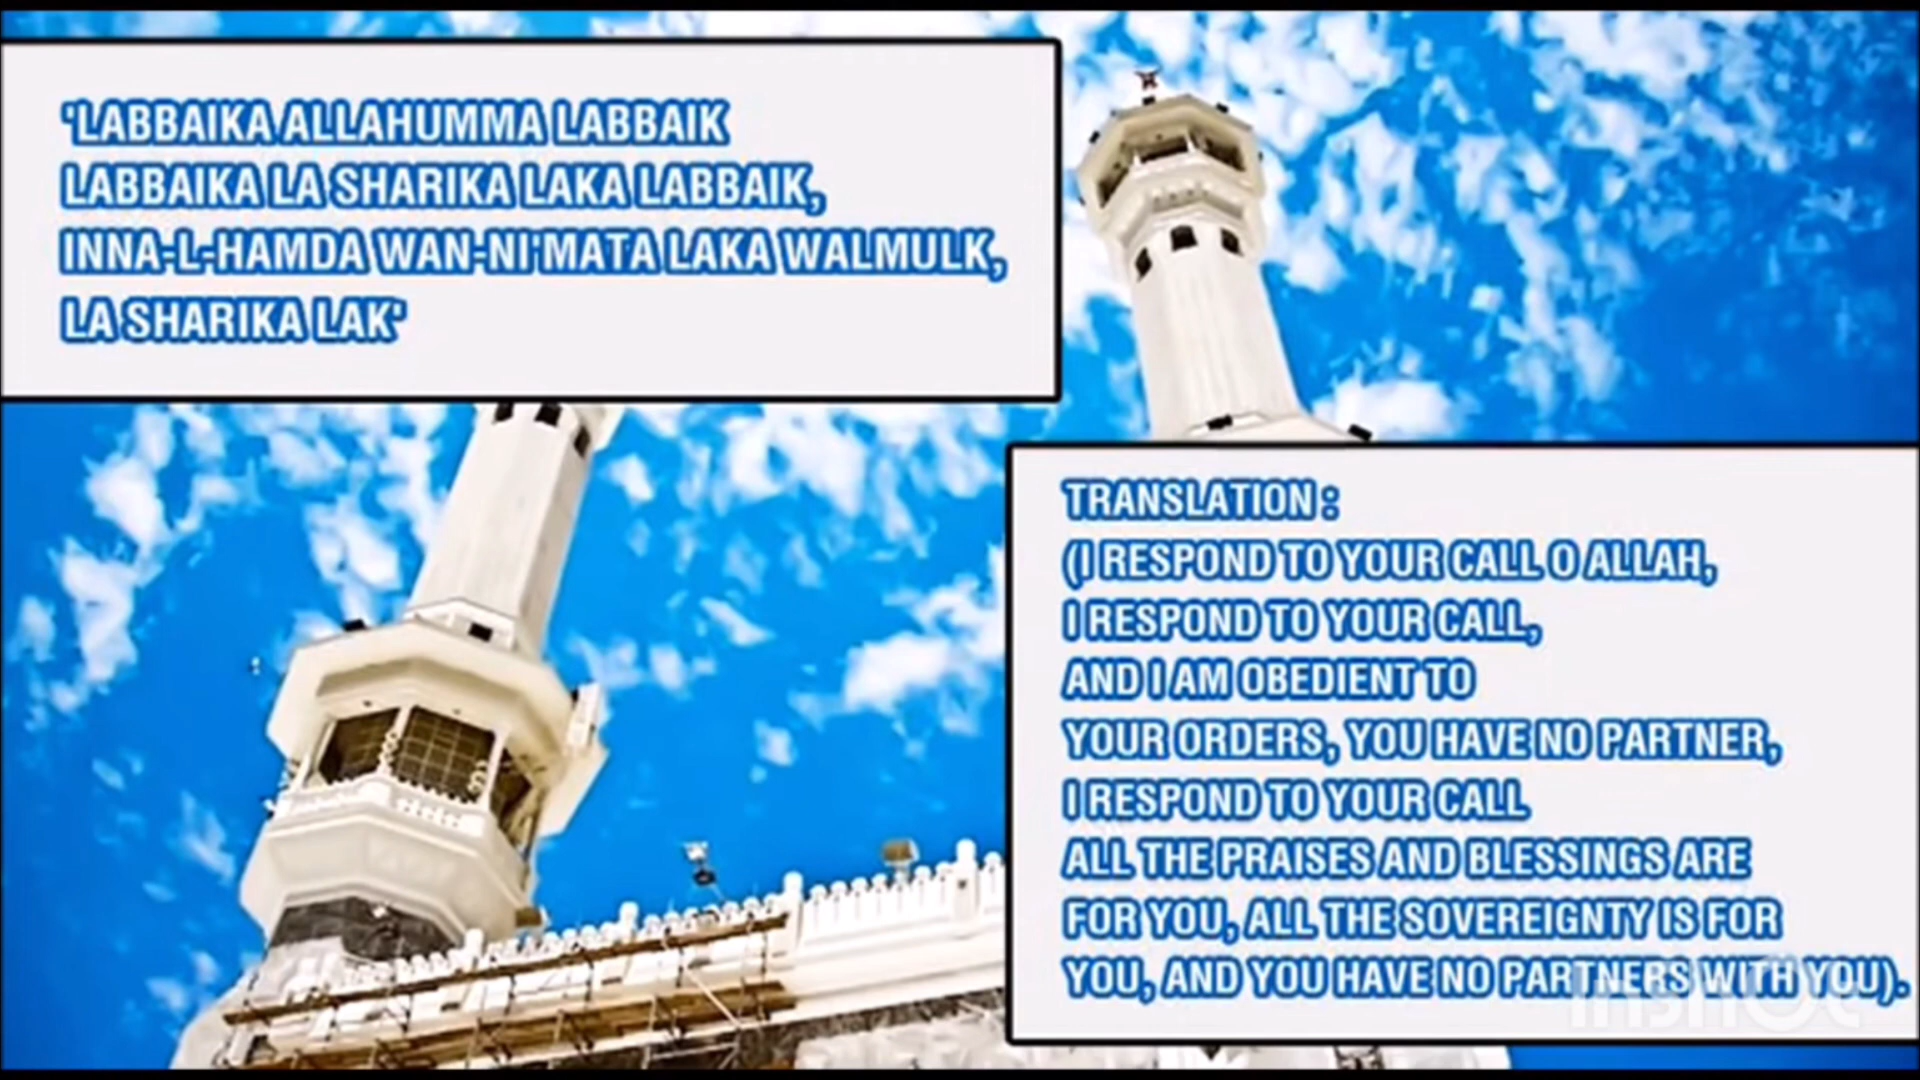 'LABBAIKA ALLAHUMMA LABBAIK
LABBAIKA LA SHARIKA LAKA LABBAIK,
INNA-L-HAMDA WAN-NI'MATA LAKA WALMULK,
LA SHARIKA LAK'
TRANSLATION :
(I RESPOND TO YOUR CALL O ALLAH,
I RESPOND TO YOUR CALL,
AND I AM OBEDIENT TO
YOUR ORDERS, YOU HAVE NO PARTNER,
I RESPOND TO YOUR CALL
ALL THE PRAISES AND BLESSINGS ARE
FOR YOU, ALL THE SOVEREIGNTY IS FOR
YOU, AND YOU HAVE NO PARTNERS WITH YOU).
InShOt